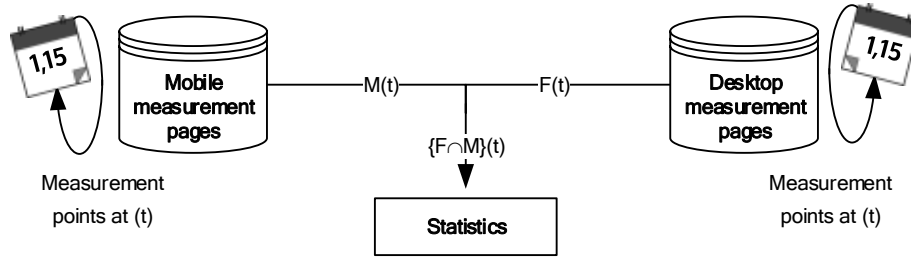 1,15
Mobile
measurement
pages
M(t)
F(t)
Desktop
measurement
pages
1,15
{F∩M}(t)
Measurement
points at (t)
Measurement
points at (t)
Statistics